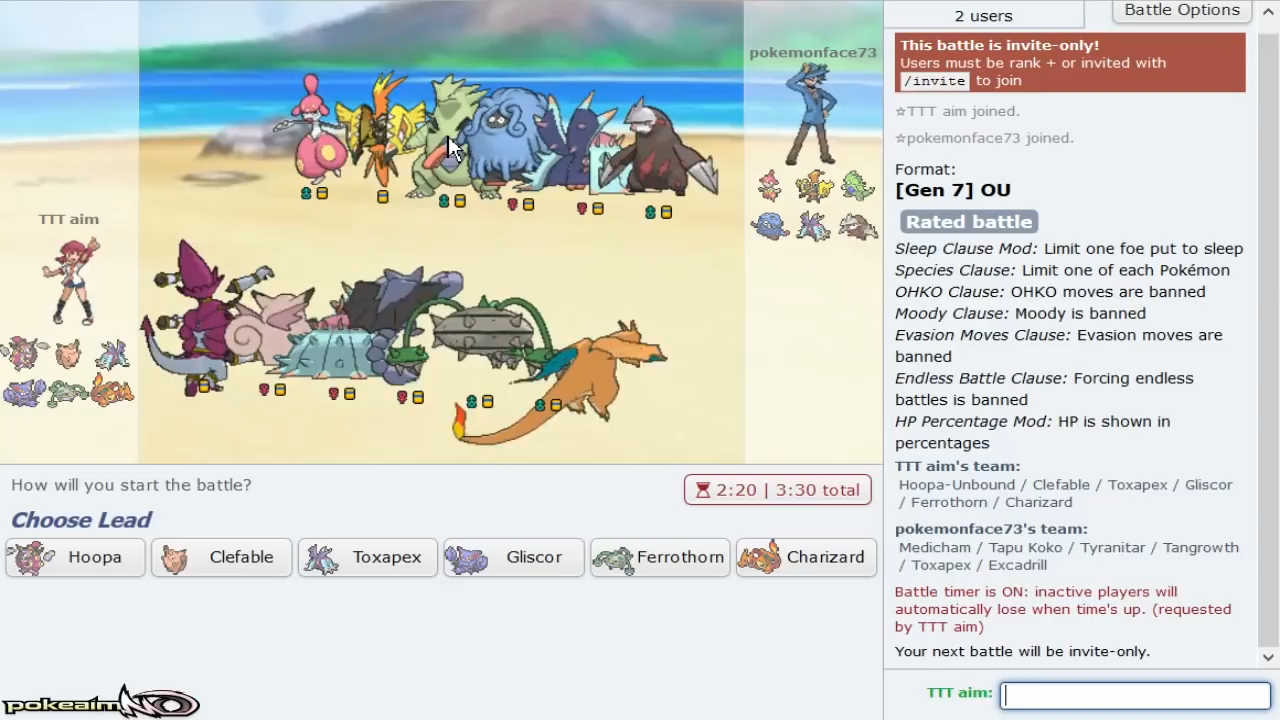 2 users
Battle Options
This battle is invite-only!
Users must be rank + or invited with
/invite to join
☆TTT aim joined.
☆pokemonface73 joined.
Format:
[Gen 7] OU
Rated battle
Sleep Clause Mod: Limit one foe put to sleep
Species Clause: Limit one of each Pokémon
OHKO Clause: OHKO moves are banned
Moody Clause: Moody is banned
Evasion Moves Clause: Evasion moves are
banned
Endless Battle Clause: Forcing endless
battles is banned
HP Percentage Mod: HP is shown in
percentages
TTT aim's team:
Hoopa-Unbound / Clefable / Toxapex / Gliscor
/ Ferrothorn / Charizard
pokemonface73's team:
Medicham / Tapu Koko / Tyranitar / Tangrowth
/ Toxapex / Excadrill
Battle timer is ON: inactive players will
automatically lose when time's up. (requested
by TTT aim)
Your next battle will be invite-only.
TTT aim:
pokemonface73
TTT aim
How will you start the battle?
2:20 | 3:30 total
Choose Lead
Hoopa
Clefable
Toxapex
Gliscor
Ferrothorn
Charizard
pokeaimMD